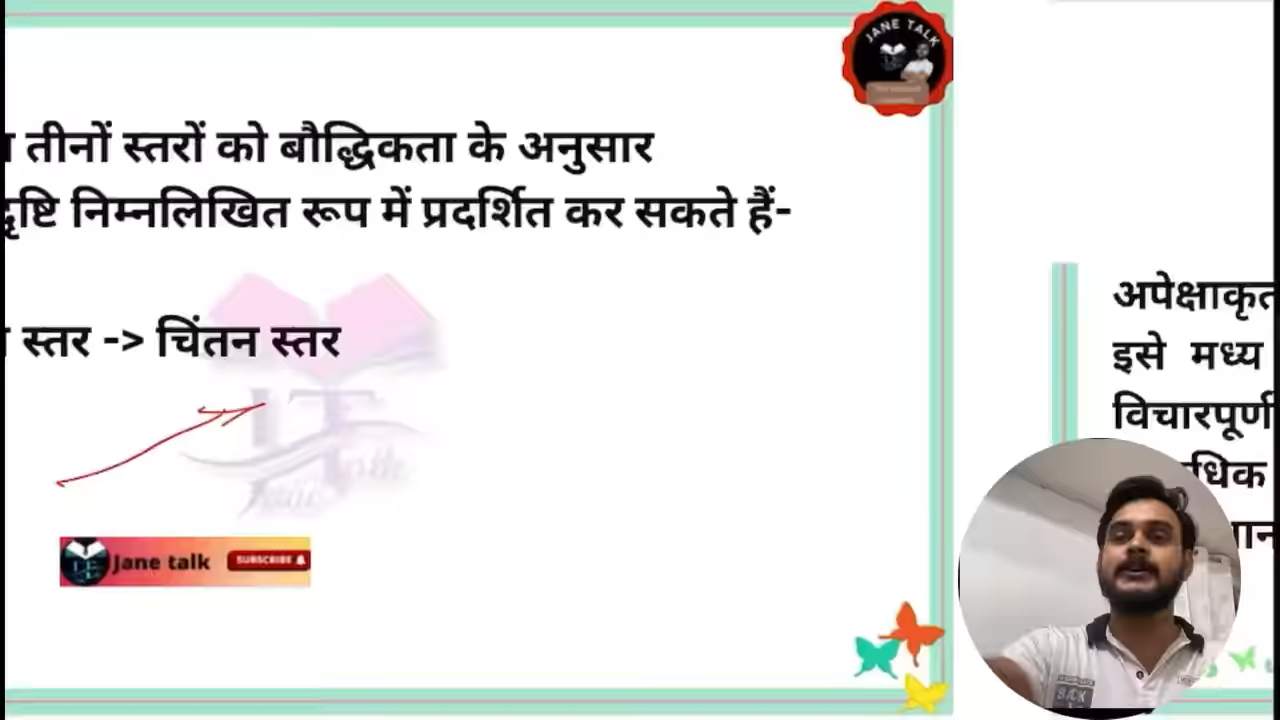 JANE TALK
तीनों स्तरों को बौद्धिकता के अनुसार
निम्नलिखित रूप में प्रदर्शित कर सकते हैं-
स्तर -> चिंतन स्तर
Jane talk
SUBSCRIBE
अपेक्षाकृत
इसे मध्य
विचारपूर्ण